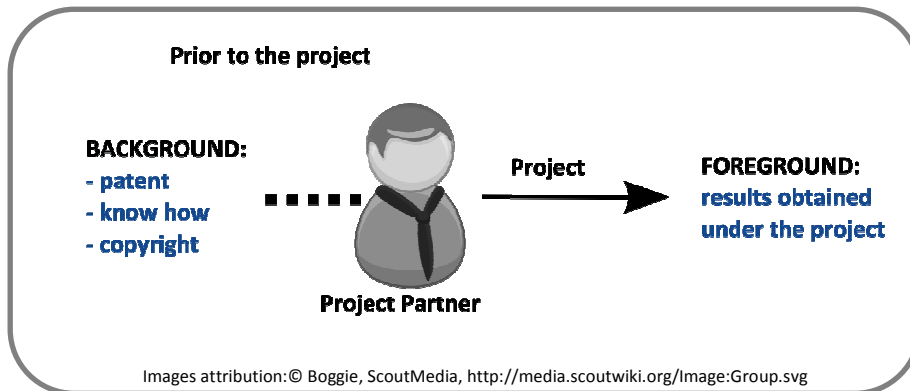 Prior to the project
BACKGROUND:
- patent
- know how
- copyright
Project Partner
Project
FOREGROUND:
results obtained
under the project
Images attribution:© Boggie, ScoutMedia, http://media.scoutwiki.org/Image:Group.svg